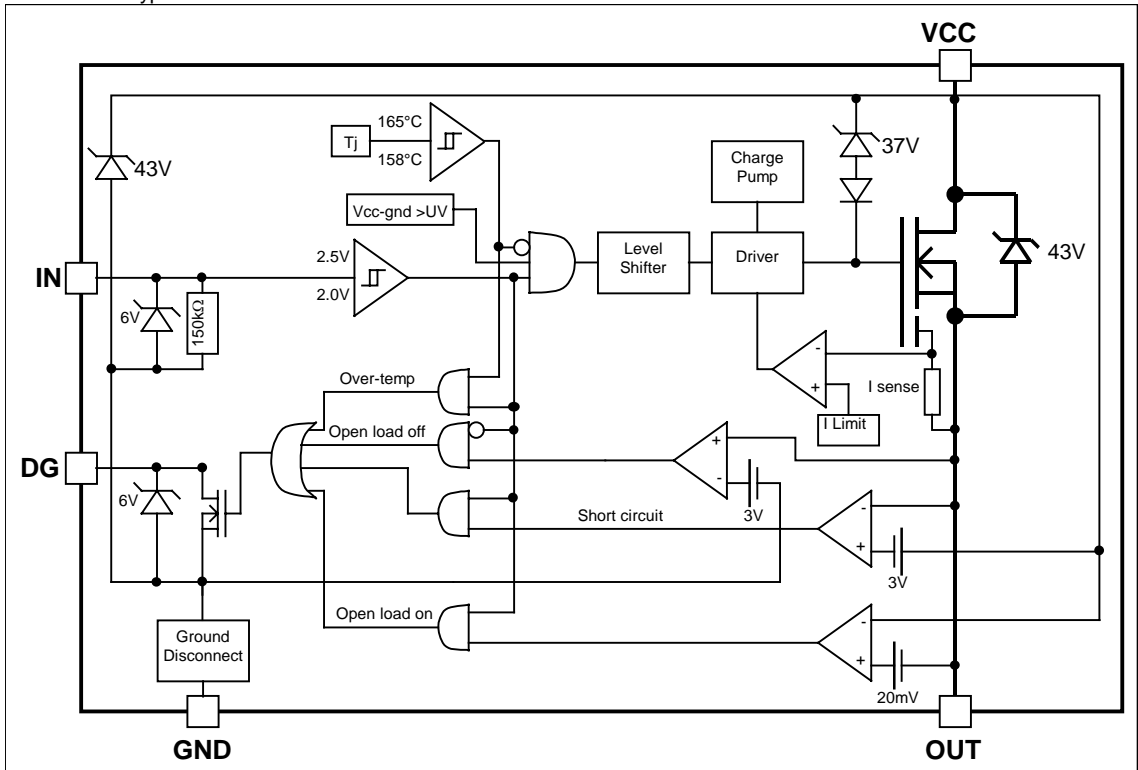 VCC
165°C
Tj
158°C
43V
37V
Charge
Pump
Vcc-gnd >UV
Level
Shifter
Driver
43V
IN
2.5V
2.0V
6V
150kΩ
Over-temp
-
+
I sense
I Limit
Open load off
+
-
3V
DG
6V
Short circuit
-
+
3V
Open load on
-
+
20mV
Ground
Disconnect
GND
OUT